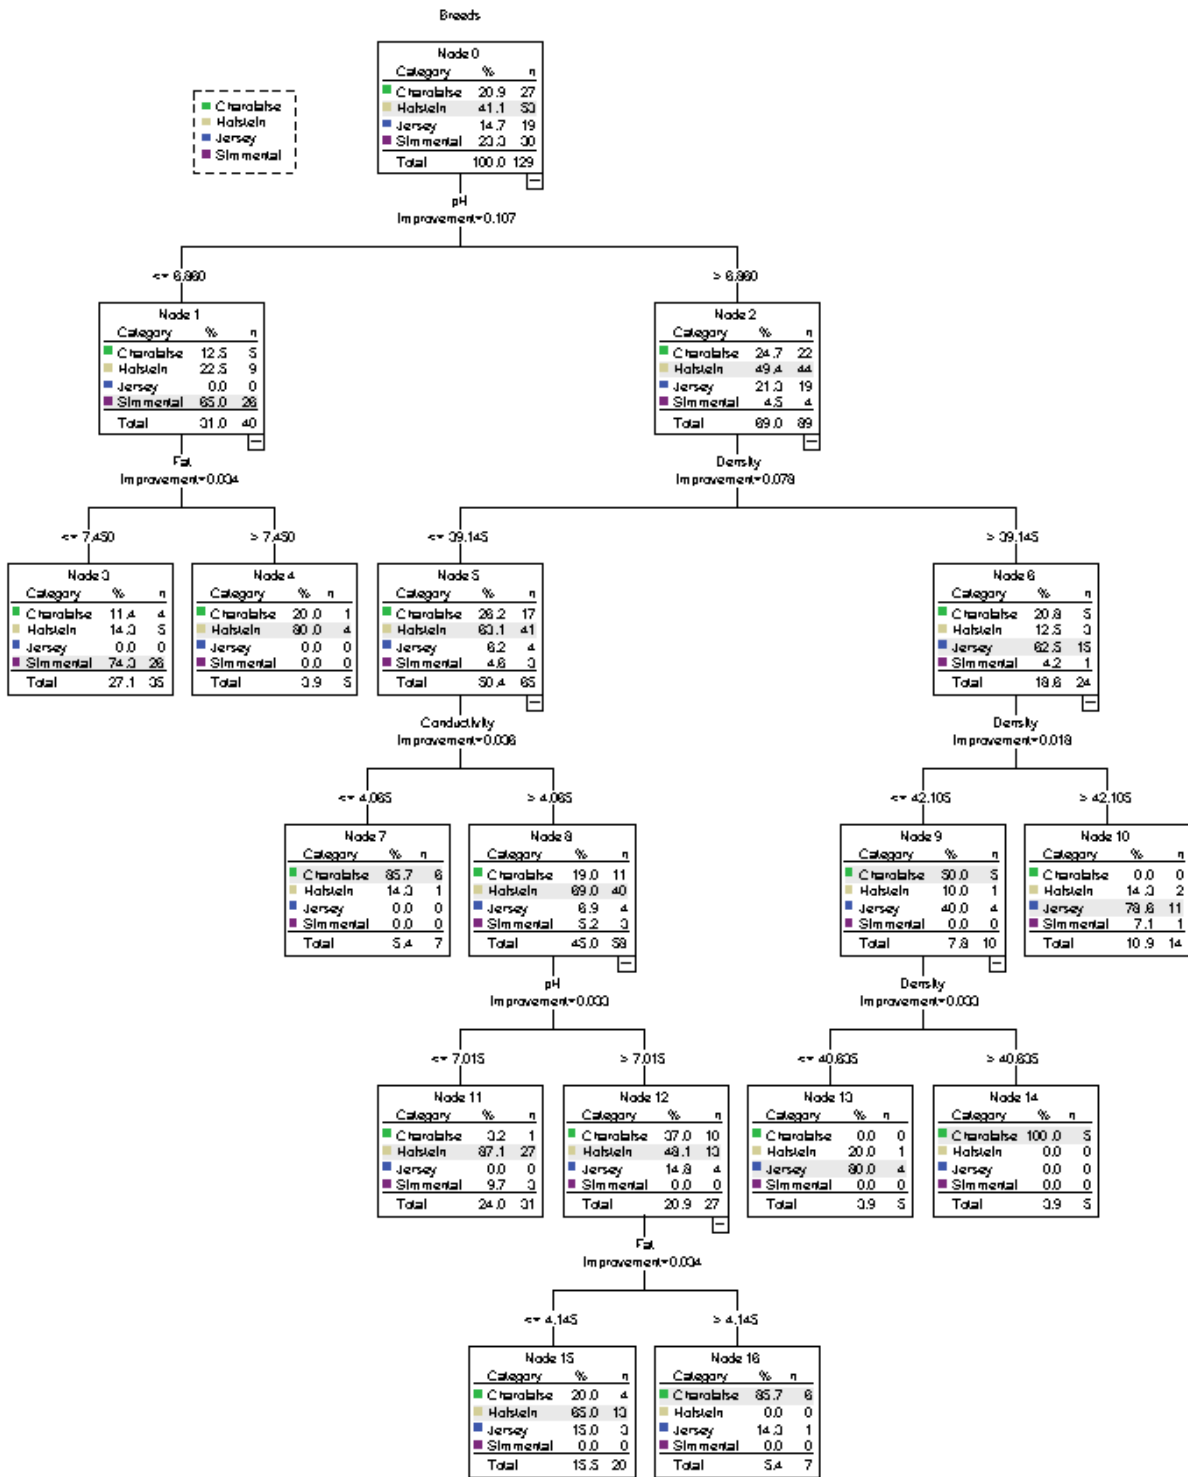 Breeds
Node 0
Category % n
Charolaise 20.9 27
Holstein 41.1 53
Jersey 14.7 19
Simmental 23.3 30
Total 100.0 129
Charolaise
Holstein
Jersey
Simmental
pH
Improvement=0.107
<= 6.860
> 6.860
Node 1
Category % n
Charolaise 12.5 5
Holstein 22.5 9
Jersey 0.0 0
Simmental 65.0 26
Total 31.0 40
Node 2
Category % n
Charolaise 24.7 22
Holstein 49.4 44
Jersey 21.3 19
Simmental 4.5 4
Total 69.0 89
Fat
Improvement=0.034
Density
Improvement=0.078
<= 7.450
> 7.450
<= 39.145
> 39.145
Node 3
Category % n
Charolaise 11.4 4
Holstein 14.3 5
Jersey 0.0 0
Simmental 74.3 26
Total 27.1 35
Node 4
Category % n
Charolaise 20.0 1
Holstein 80.0 4
Jersey 0.0 0
Simmental 0.0 0
Total 3.9 5
Node 5
Category % n
Charolaise 26.2 17
Holstein 63.1 41
Jersey 6.2 4
Simmental 4.6 3
Total 50.4 65
Node 6
Category % n
Charolaise 20.8 5
Holstein 12.5 3
Jersey 62.5 15
Simmental 4.2 1
Total 18.6 24
Conductivity
Improvement=0.036
Density
Improvement=0.018
<= 4.065
> 4.065
<= 42.105
> 42.105
Node 7
Category % n
Charolaise 85.7 6
Holstein 14.3 1
Jersey 0.0 0
Simmental 0.0 0
Total 5.4 7
Node 8
Category % n
Charolaise 19.0 11
Holstein 69.0 40
Jersey 6.9 4
Simmental 5.2 3
Total 45.0 58
Node 9
Category % n
Charolaise 50.0 5
Holstein 10.0 1
Jersey 40.0 4
Simmental 0.0 0
Total 7.8 10
Node 10
Category % n
Charolaise 0.0 0
Holstein 14.3 2
Jersey 78.6 11
Simmental 7.1 1
Total 10.9 14
pH
Improvement=0.033
Density
Improvement=0.033
<= 7.015
> 7.015
<= 40.635
> 40.635
Node 11
Category % n
Charolaise 3.2 1
Holstein 87.1 27
Jersey 0.0 0
Simmental 9.7 3
Total 24.0 31
Node 12
Category % n
Charolaise 37.0 10
Holstein 48.1 13
Jersey 14.8 4
Simmental 0.0 0
Total 20.9 27
Node 13
Category % n
Charolaise 0.0 0
Holstein 20.0 1
Jersey 80.0 4
Simmental 0.0 0
Total 3.9 5
Node 14
Category % n
Charolaise 100.0 5
Holstein 0.0 0
Jersey 0.0 0
Simmental 0.0 0
Total 3.9 5
Fat
Improvement=0.034
<= 4.145
> 4.145
Node 15
Category % n
Charolaise 20.0 4
Holstein 65.0 13
Jersey 15.0 3
Simmental 0.0 0
Total 15.5 20
Node 16
Category % n
Charolaise 85.7 6
Holstein 0.0 0
Jersey 14.3 1
Simmental 0.0 0
Total 5.4 7